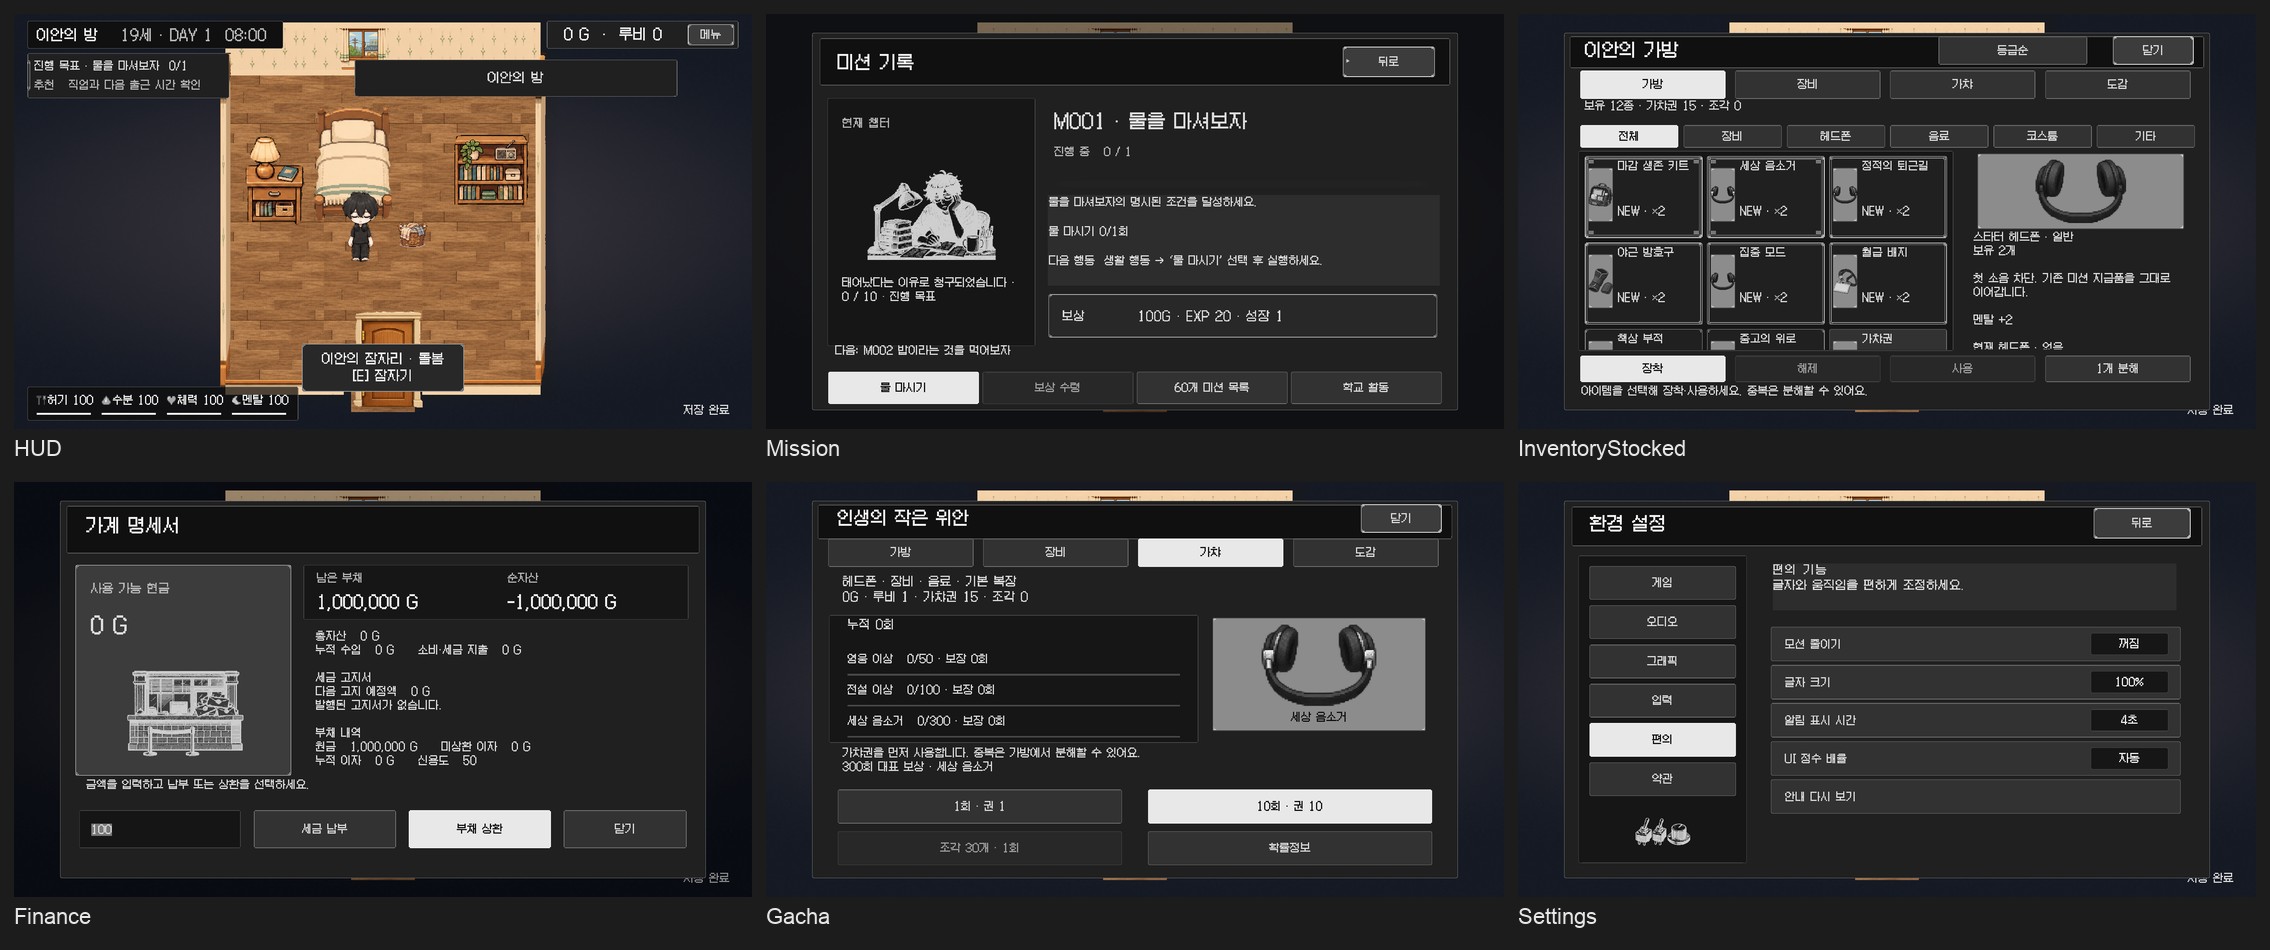 이안의 방 19세 · DAY 1 08:00
0 G · 루비 0 메뉴
진행 목표 · 물을 마셔보자 0/1
추천 직업과 다음 출근 시간 확인
이안의 방
이안의 잠자리 · 돌봄
[E] 잠자기
허기 100 수분 100 체력 100 멘탈 100
저장 완료
HUD
미션 기록
뒤로
현재 챕터
태어났다는 이유로 청구되었습니다 ·
0 / 10 · 진행 목표
다음: M002 밥이라는 것을 먹어보자
M001 · 물을 마셔보자
진행 중 0 / 1
물을 마셔보자의 명시된 조건을 달성하세요.
물 마시기 0/1회
다음 행동 생활 행동 → '물 마시기' 선택 후 실행하세요.
보상 100G · EXP 20 · 성장 1
물 마시기 보상 수령 60개 미션 목록 학교 활동
Mission
이안의 가방
등급순 닫기
가방 장비 가챠 도감
보유 12종 · 가챠권 15 · 조각 0
전체 장비 헤드폰 음료 코스튬 기타
마감 생존 키트 세상 음소거 정적의 퇴근길
NEW · ×2 NEW · ×2 NEW · ×2
야근 방호구 집중 모드 월급 배지
NEW · ×2 NEW · ×2 NEW · ×2
책상 부적 중고의 위로 가챠권
스타터 헤드폰 · 일반
보유 2개
첫 소음 차단. 기존 미션 지급품을 그대로
이어갑니다.
멘탈 +2
현재 헤드폰 · 없음
장착 해제 사용 1개 분해
아이템을 선택해 장착·사용하세요. 중복은 분해할 수 있어요.
완료
InventoryStocked
가계 명세서
사용 가능 현금
0 G
남은 부채 순자산
1,000,000 G -1,000,000 G
총자산 0 G
누적 수입 0 G 소비·세금 지출 0 G
세금 고지서
다음 고지 예정액 0 G
발행된 고지서가 없습니다.
부채 내역
원금 1,000,000 G 미상환 이자 0 G
누적 이자 0 G 신용도 50
금액을 입력하고 납부 또는 상환을 선택하세요.
100 세금 납부 부채 상환 닫기
완료
Finance
인생의 작은 위안
닫기
가방 장비 가챠 도감
헤드폰 · 장비 · 음료 · 기본 복장
0G · 루비 1 · 가챠권 15 · 조각 0
누적 0회
영웅 이상 0/50 · 보장 0회
전설 이상 0/100 · 보장 0회
세상 음소거 0/300 · 보장 0회
세상 음소거
가챠권을 먼저 사용합니다. 중복은 가방에서 분해할 수 있어요.
300회 대표 보상 · 세상 음소거
1회 · 권 1 10회 · 권 10
조각 30개 · 1회 확률정보
Gacha
환경 설정
뒤로
게임
오디오
그래픽
입력
편의
약관
편의 기능
글자와 움직임을 편하게 조정하세요.
모션 줄이기 꺼짐
글자 크기 100%
알림 표시 시간 4초
UI 정수 배율 자동
안내 다시 보기
완료
Settings